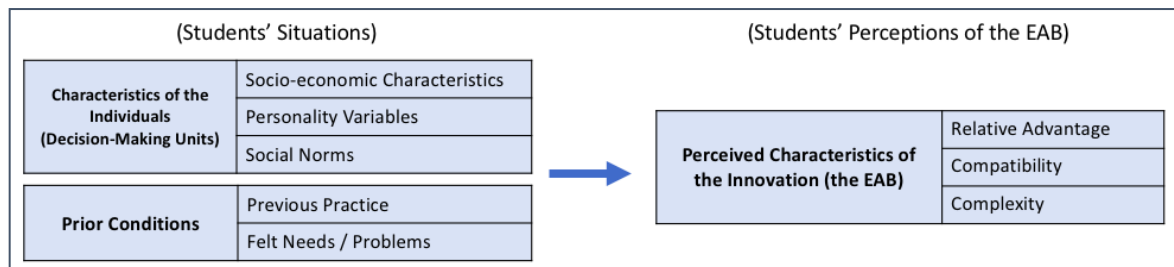 (Students' Situations)
Characteristics of the
Individuals
(Decision-Making Units)
Socio-economic Characteristics
Personality Variables
Social Norms
Prior Conditions
Previous Practice
Felt Needs / Problems
(Students' Perceptions of the EAB)
Perceived Characteristics of
the Innovation (the EAB)
Relative Advantage
Compatibility
Complexity